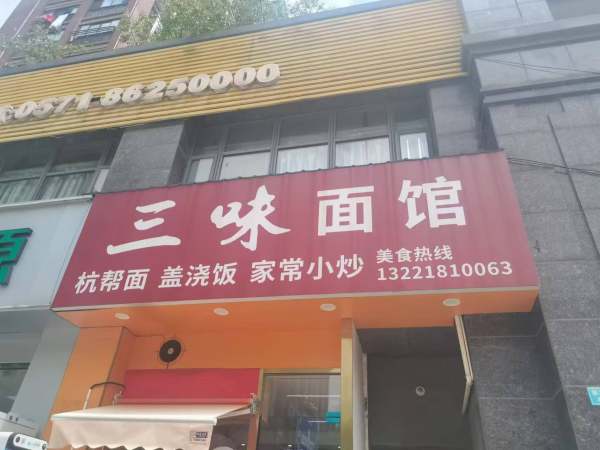 0571-86250000
三味面馆
杭帮面 盖浇饭 家常小炒
美食热线
13221810063
源